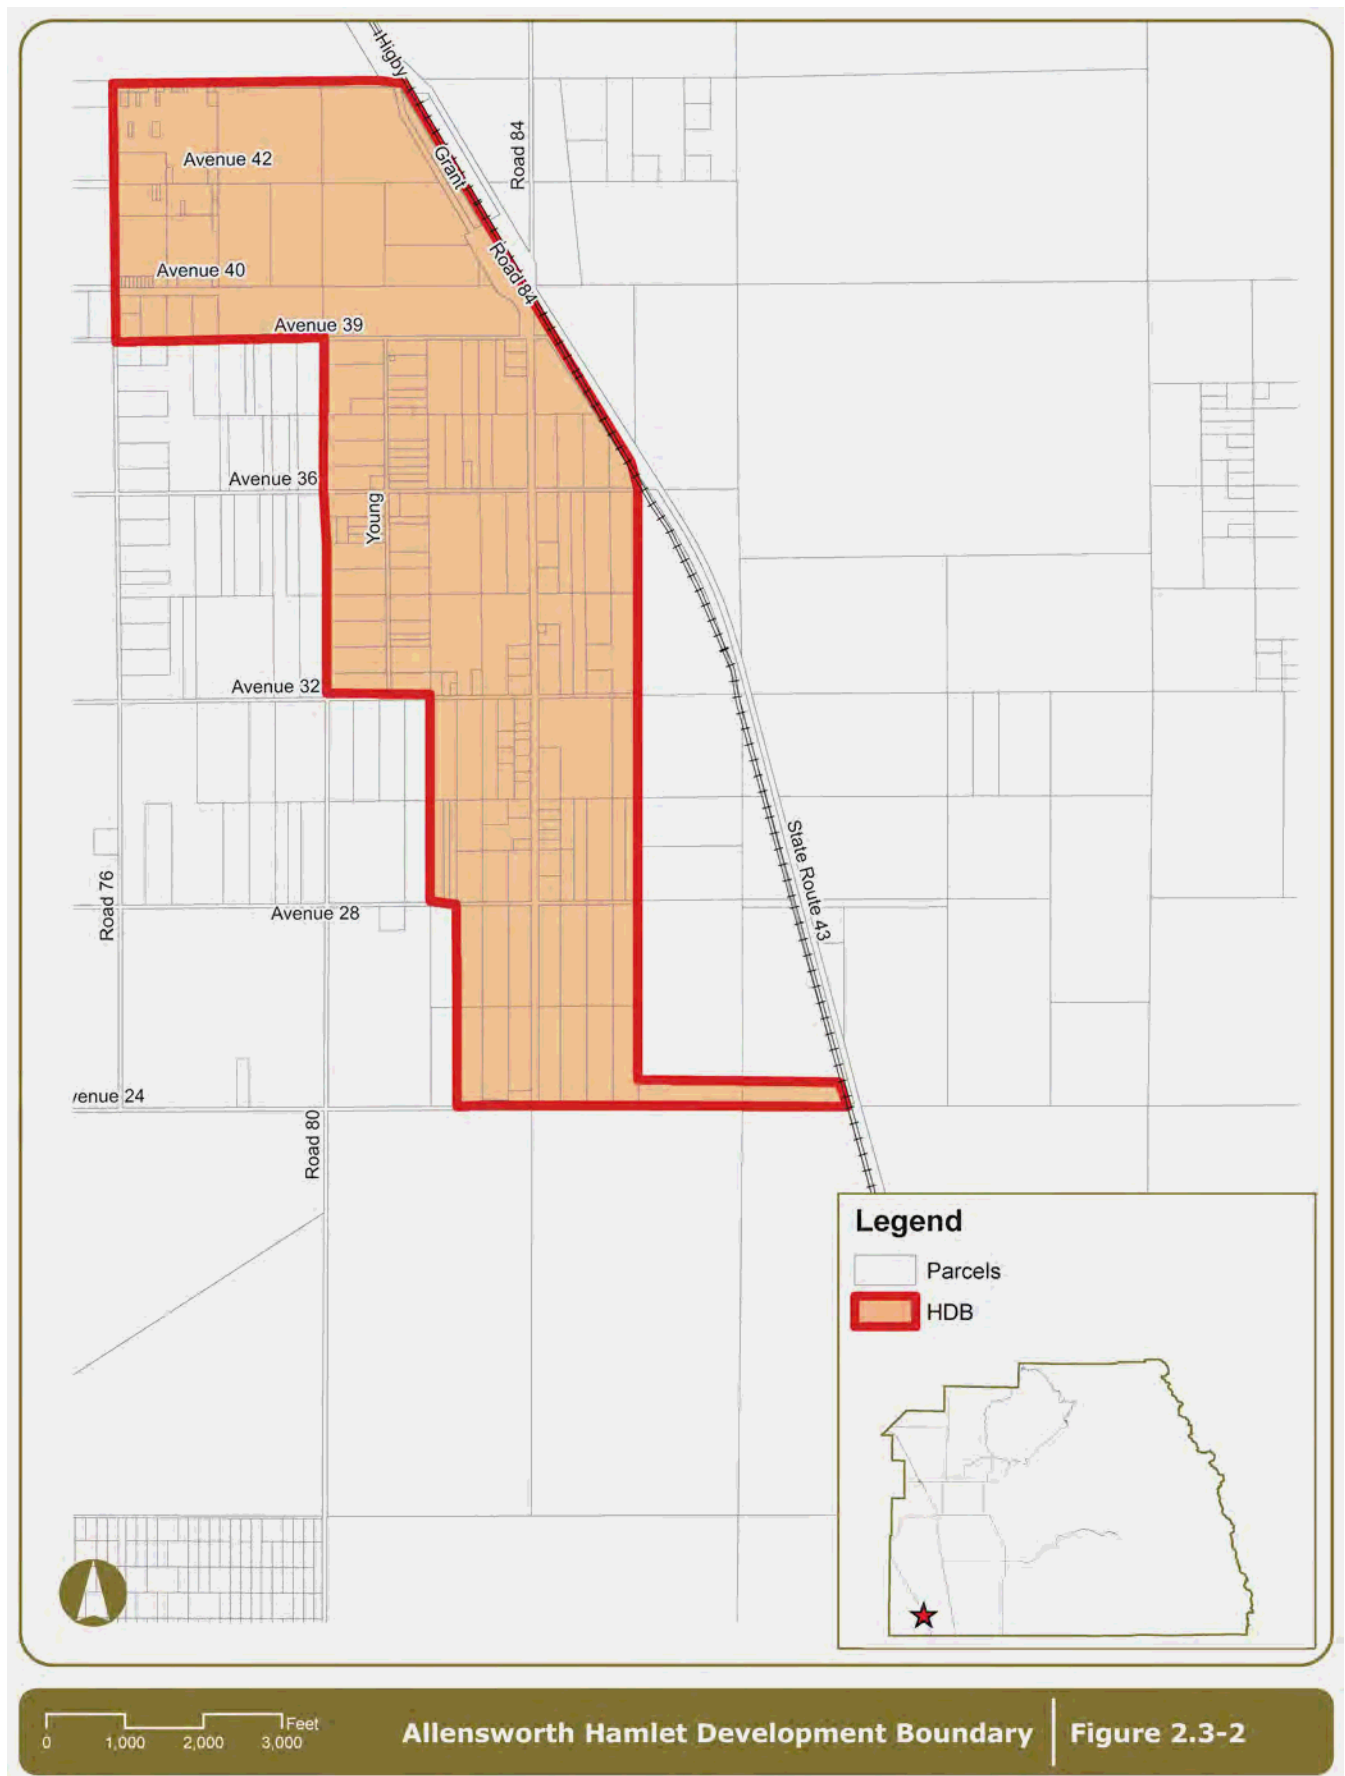 Higby
Grant
Road 84
Avenue 42
Road 84
Avenue 40
Avenue 39
Avenue 36
Young
Avenue 32
State Route 43
Road 76
Avenue 28
venue 24
Road 80
Legend
Parcels
HDB
Feet
0 1,000 2,000 3,000
Allensworth Hamlet Development Boundary
Figure 2.3-2